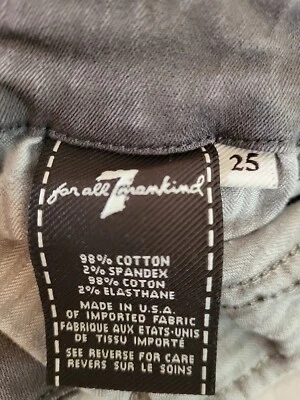 for all 7 mankind
25
98% COTTON
2% SPANDEX
98% COTON
2% ELASTHANE
MADE IN U.S.A.
OF IMPORTED FABRIC
FABRIQUE AUX ETATS-UNIS
DE TISSU IMPORTÉ
SEE REVERSE FOR CARE
REVERS SUR LE SOINS